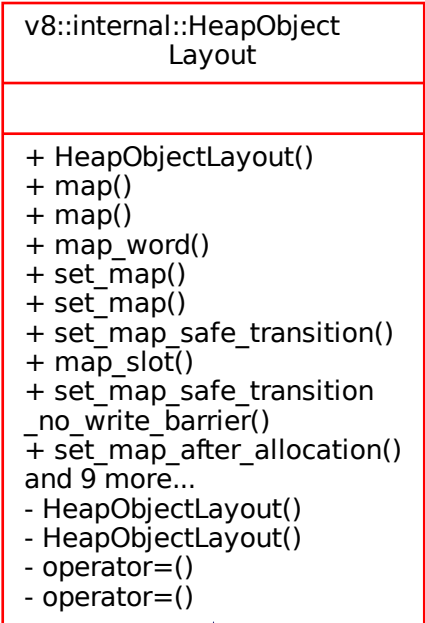 v8::internal::HeapObject
Layout
+ HeapObjectLayout()
+ map()
+ map()
+ map_word()
+ set_map()
+ set_map()
+ set_map_safe_transition()
+ map_slot()
+ set_map_safe_transition
_no_write_barrier()
+ set_map_after_allocation()
and 9 more...
- HeapObjectLayout()
- HeapObjectLayout()
- operator=()
- operator=()